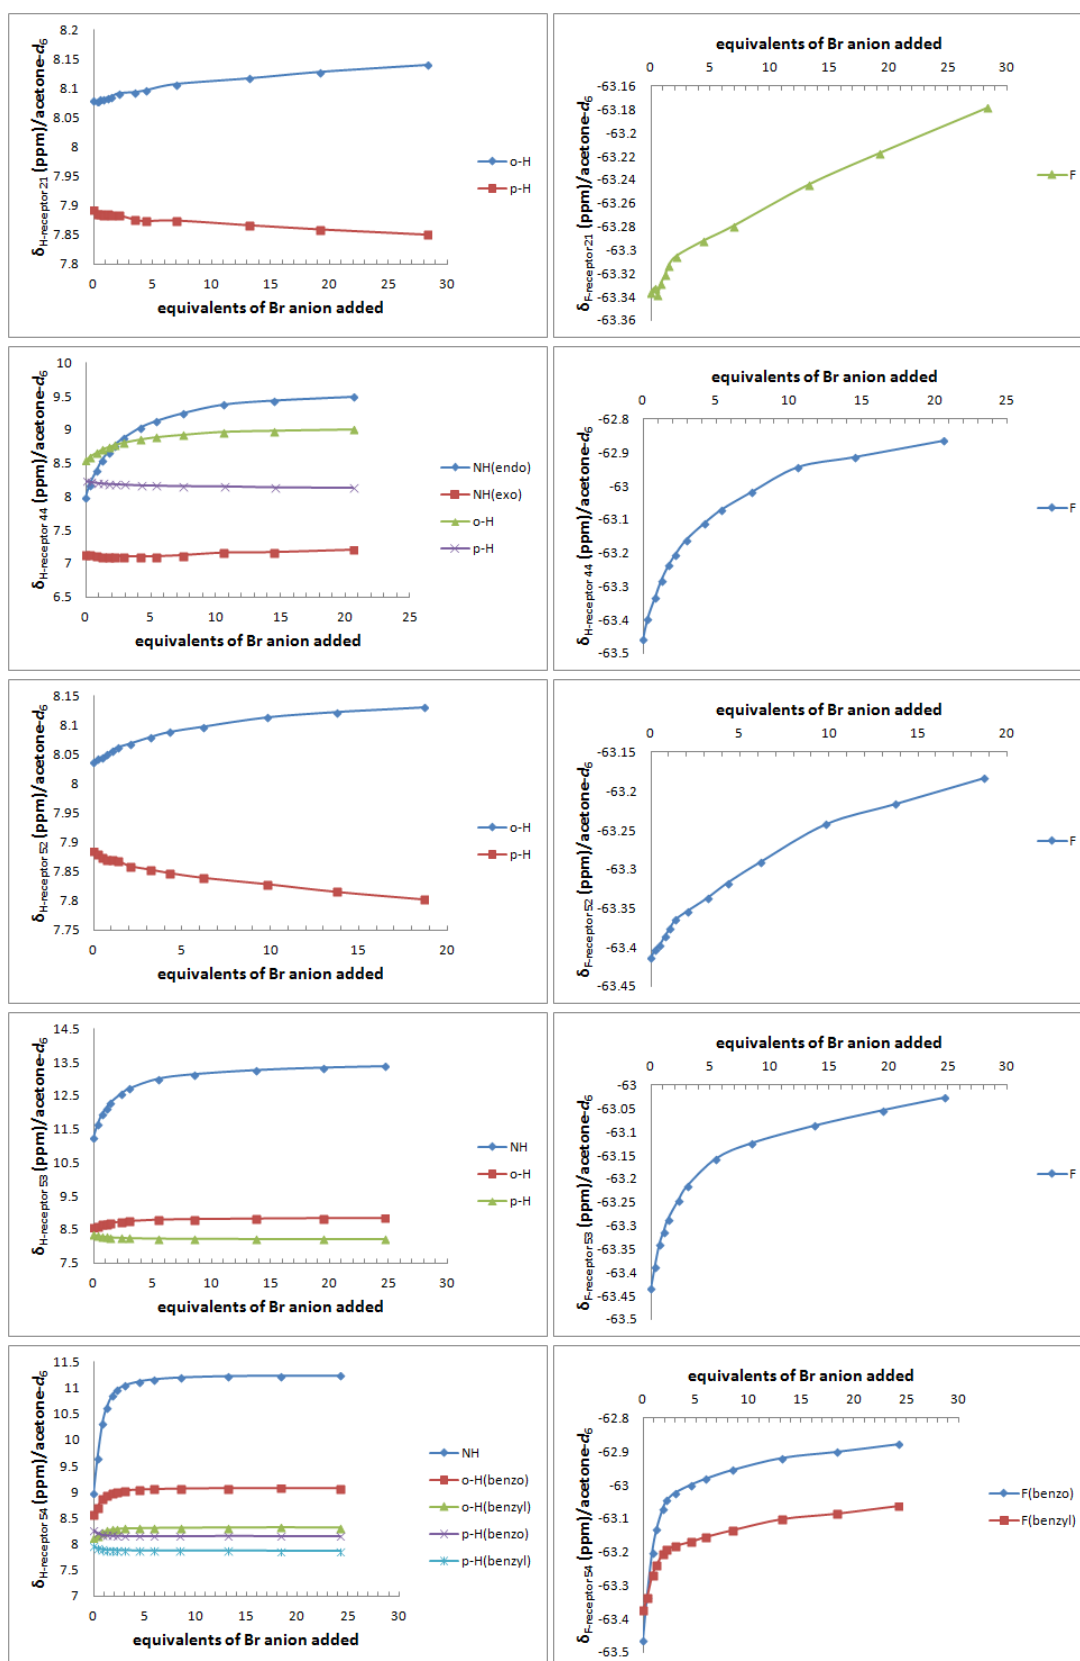 8.2
8.15
8.1
8.05
8
7.95
7.9
7.85
7.8
0 5 10 15 20 25 30
equivalents of Br anion added
δH-receptor 21 (ppm)/acetone-d6
o-H
p-H
equivalents of Br anion added
0 5 10 15 20 25 30
-63.16
-63.18
-63.2
-63.22
-63.24
-63.26
-63.28
-63.3
-63.32
-63.34
-63.36
δF-receptor 21 (ppm)/acetone-d6
F
10
9.5
9
8.5
8
7.5
7
6.5
0 5 10 15 20 25
equivalents of Br anion added
δH-receptor 44 (ppm)/acetone-d6
NH(endo)
NH(exo)
o-H
p-H
equivalents of Br anion added
0 5 10 15 20 25
-62.8
-62.9
-63
-63.1
-63.2
-63.3
-63.4
-63.5
δH-receptor 44 (ppm)/acetone-d6
F
8.15
8.1
8.05
8
7.95
7.9
7.85
7.8
7.75
0 5 10 15 20
equivalents of Br anion added
δH-receptor 52 (ppm)/acetone-d6
o-H
p-H
equivalents of Br anion added
0 5 10 15 20
-63.15
-63.2
-63.25
-63.3
-63.35
-63.4
-63.45
δF-receptor 52 (ppm)/acetone-d6
F
14.5
13.5
12.5
11.5
10.5
9.5
8.5
7.5
0 5 10 15 20 25 30
equivalents of Br anion added
δH-receptor 53 (ppm)/acetone-d6
NH
o-H
p-H
equivalents of Br anion added
0 5 10 15 20 25 30
-63
-63.05
-63.1
-63.15
-63.2
-63.25
-63.3
-63.35
-63.4
-63.45
-63.5
δF-receptor 53 (ppm)/acetone-d6
F
11.5
11
10.5
10
9.5
9
8.5
8
7.5
7
0 5 10 15 20 25 30
equivalents of Br anion added
δH-receptor 54 (ppm)/acetone-d6
NH
o-H(benzo)
o-H(benzyl)
p-H(benzo)
p-H(benzyl)
equivalents of Br anion added
0 5 10 15 20 25 30
-62.8
-62.9
-63
-63.1
-63.2
-63.3
-63.4
-63.5
δF-receptor 54 (ppm)/acetone-d6
F(benzo)
F(benzyl)